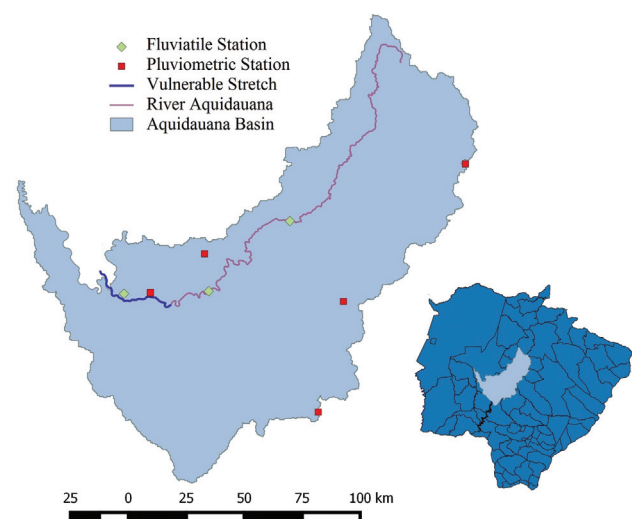 Fluviatile Station
Pluviometric Station
Vulnerable Stretch
River Aquidauana
Aquidauana Basin
25 0 25 50 75 100 km